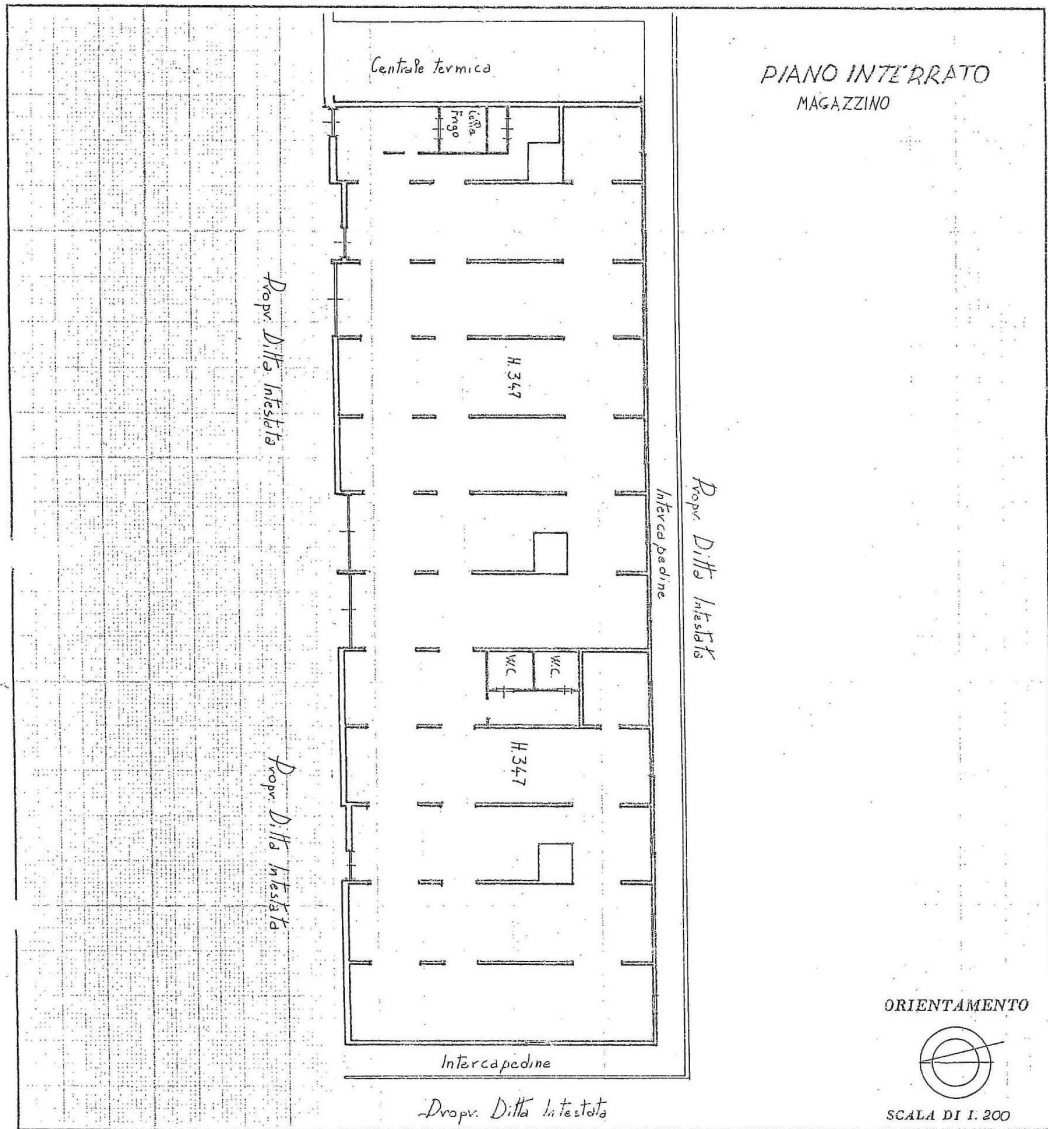 PIANO INTERRATO
MAGAZZINO
Centrale termica
Cella
Frigo
Propr. Ditta Intestata
H. 347
Intercapedine
Propr. Ditta Intestata
W.C.
W.C.
H. 347
Propr. Ditta Intestata
Intercapedine
Propr. Ditta Intestata
ORIENTAMENTO
SCALA DI 1: 200